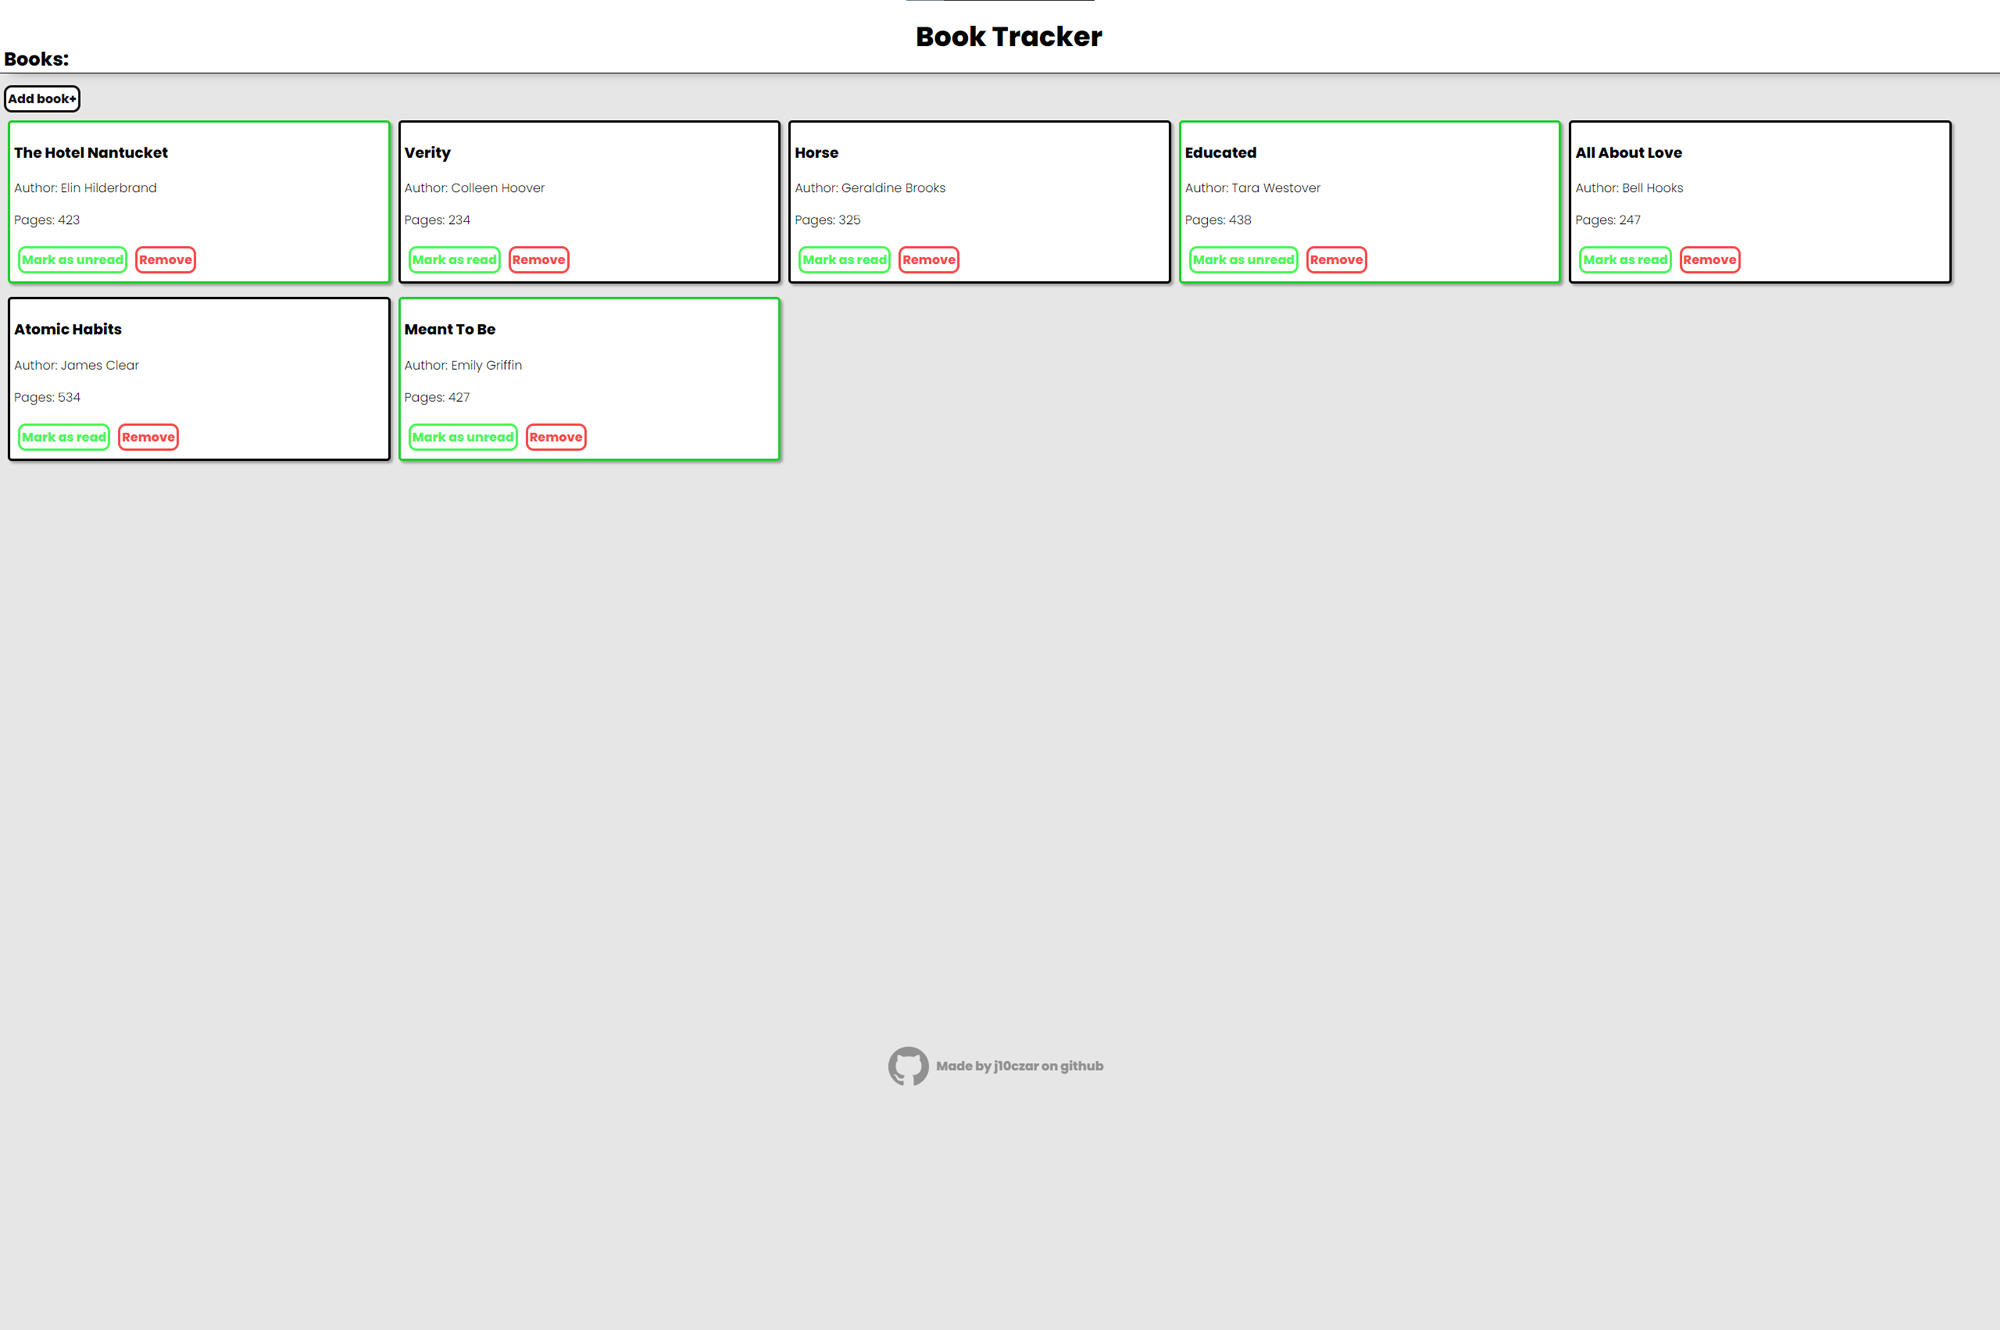 Book Tracker
Books:
Add book+
The Hotel Nantucket
Author: Elin Hilderbrand
Pages: 423
Mark as unread Remove
Verity
Author: Colleen Hoover
Pages: 234
Mark as read Remove
Horse
Author: Geraldine Brooks
Pages: 325
Mark as read Remove
Educated
Author: Tara Westover
Pages: 438
Mark as unread Remove
All About Love
Author: Bell Hooks
Pages: 247
Mark as read Remove
Atomic Habits
Author: James Clear
Pages: 534
Mark as read Remove
Meant To Be
Author: Emily Griffin
Pages: 427
Mark as unread Remove
Made by j10czar on github